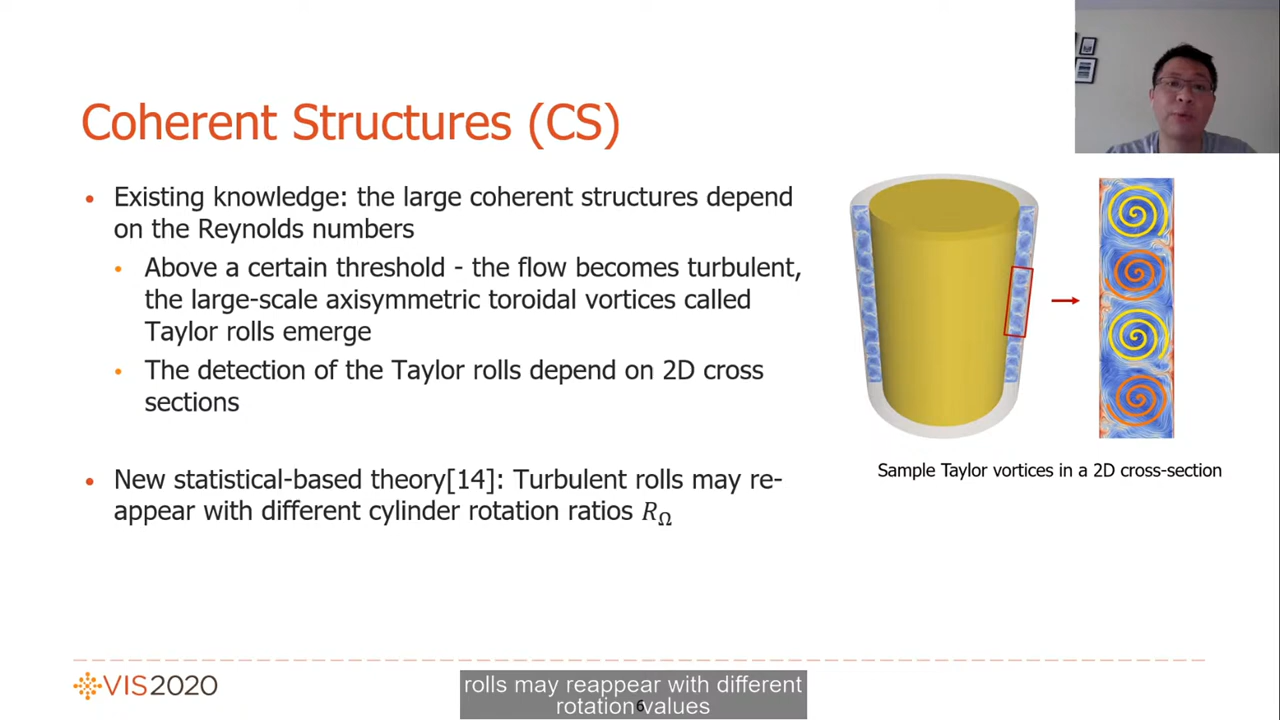 Coherent Structures (CS)
• Existing knowledge: the large coherent structures depend
on the Reynolds numbers
• Above a certain threshold - the flow becomes turbulent,
the large-scale axisymmetric toroidal vortices called
Taylor rolls emerge
• The detection of the Taylor rolls depend on 2D cross
sections
• New statistical-based theory[14]: Turbulent rolls may re-
appear with different cylinder rotation ratios R_Ω
Sample Taylor vortices in a 2D cross-section
VIS2020
rolls may reappear with different
rotation values
6